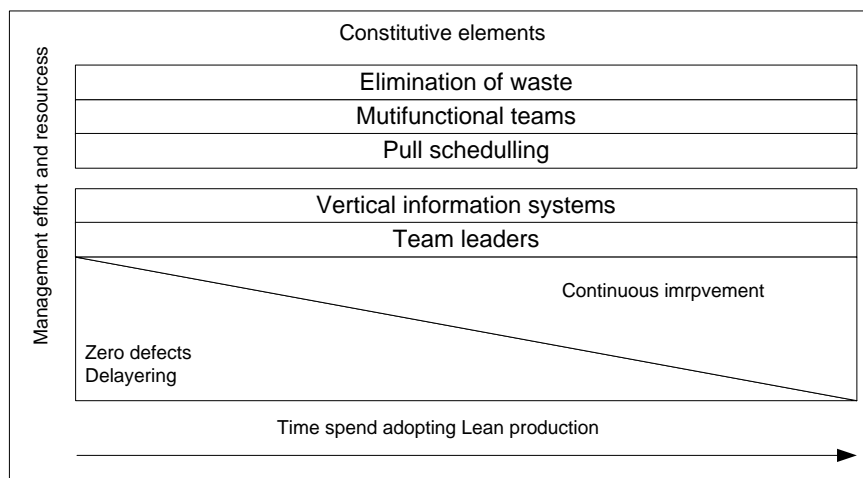 Constitutive elements
Management effort and resourcess
Elimination of waste
Mutifunctional teams
Pull schedulling
Vertical information systems
Team leaders
Continuous imrpvement
Zero defects
Delayering
Time spend adopting Lean production